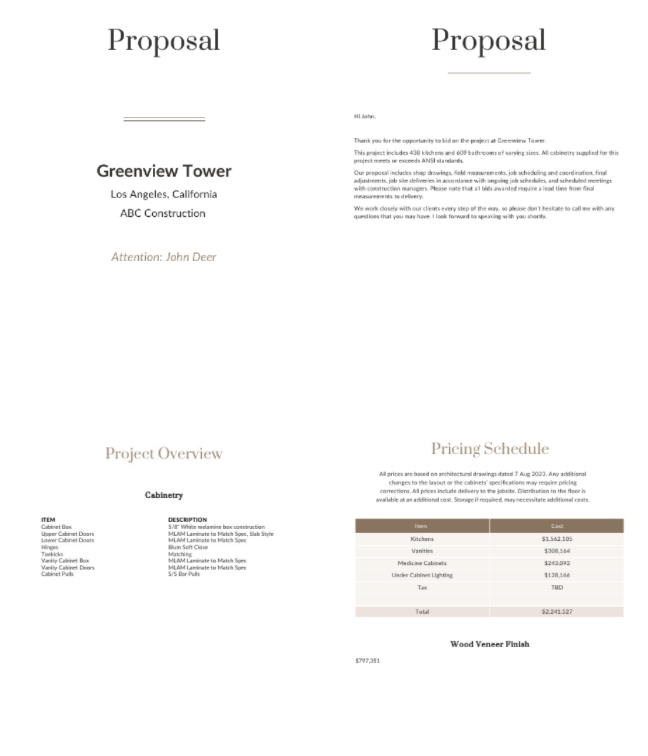 Proposal
Greenview Tower
Los Angeles, California
ABC Construction
Attention: John Deer
Proposal
Hi John,
Thank you for the opportunity to bid on the project at Greenview Tower.
This project includes 438 kitchens and 609 bathrooms of varying sizes. All cabinetry supplied for this
project meets or exceeds ANSI standards.
Our proposal includes shop drawings, field measurements, job scheduling and coordination, final
adjustments, job site deliveries in accordance with ongoing job schedules, and scheduled meetings
with construction managers. Please note that all bids awarded require a lead time from final
measurements to delivery.
We work closely with our clients every step of the way, so please don't hesitate to call me with any
questions that you may have. I look forward to speaking with you shortly.
Project Overview
Cabinetry
ITEM DESCRIPTION
Cabinet Box 5/8" White melamine box construction
Upper Cabinet Doors MLAM Laminate to Match Spec, Slab Style
Lower Cabinet Doors MLAM Laminate to Match Spec
Hinges Blum Soft Close
Toekicks Matching
Vanity Cabinet Box MLAM Laminate to Match Spec
Vanity Cabinet Doors MLAM Laminate to Match Spec
Cabinet Pulls S/S Bar Pulls
Pricing Schedule
All prices are based on architectural drawings dated 7 Aug 2023. Any additional
changes to the layout or the cabinets' specifications may require pricing
corrections. All prices include delivery to the jobsite. Distribution to the floor is
available at an additional cost. Storage if required, may necessitate additional costs.
Item Cost
Kitchens $1,562,105
Vanities $308,164
Medicine Cabinets $243,092
Under Cabinet Lighting $128,166
Tax TBD
Total $2,241,527
Wood Veneer Finish
$797,351